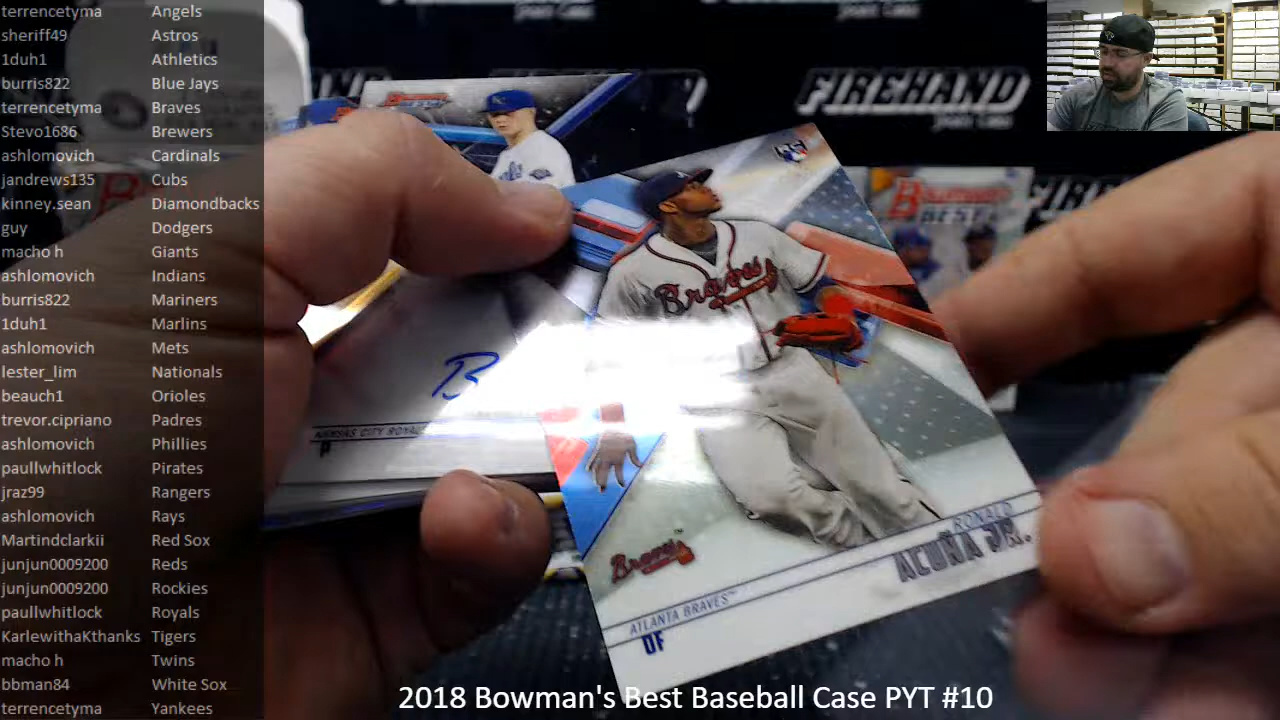 terrencetyma Angels
sheriff49 Astros
1duh1 Athletics
burris822 Blue Jays
terrencetyma Braves
Stevo1686 Brewers
ashlomovich Cardinals
jandrews135 Cubs
kinney.sean Diamondbacks
guy Dodgers
macho h Giants
ashlomovich Indians
burris822 Mariners
1duh1 Marlins
ashlomovich Mets
lester_lim Nationals
beauch1 Orioles
trevor.cipriano Padres
ashlomovich Phillies
paullwhitlock Pirates
jraz99 Rangers
ashlomovich Rays
Martindclarkii Red Sox
junjun0009200 Reds
junjun0009200 Rockies
paullwhitlock Royals
KarlewithaKthanks Tigers
macho h Twins
bbman84 White Sox
terrencetyma Yankees
FIREHAND
BOWMAN'S
BEST
Braves
KANSAS CITY ROYALS
P
Braves
RONALD
ACUÑA JR.
ATLANTA BRAVES™
OF
2018 Bowman's Best Baseball Case PYT #10